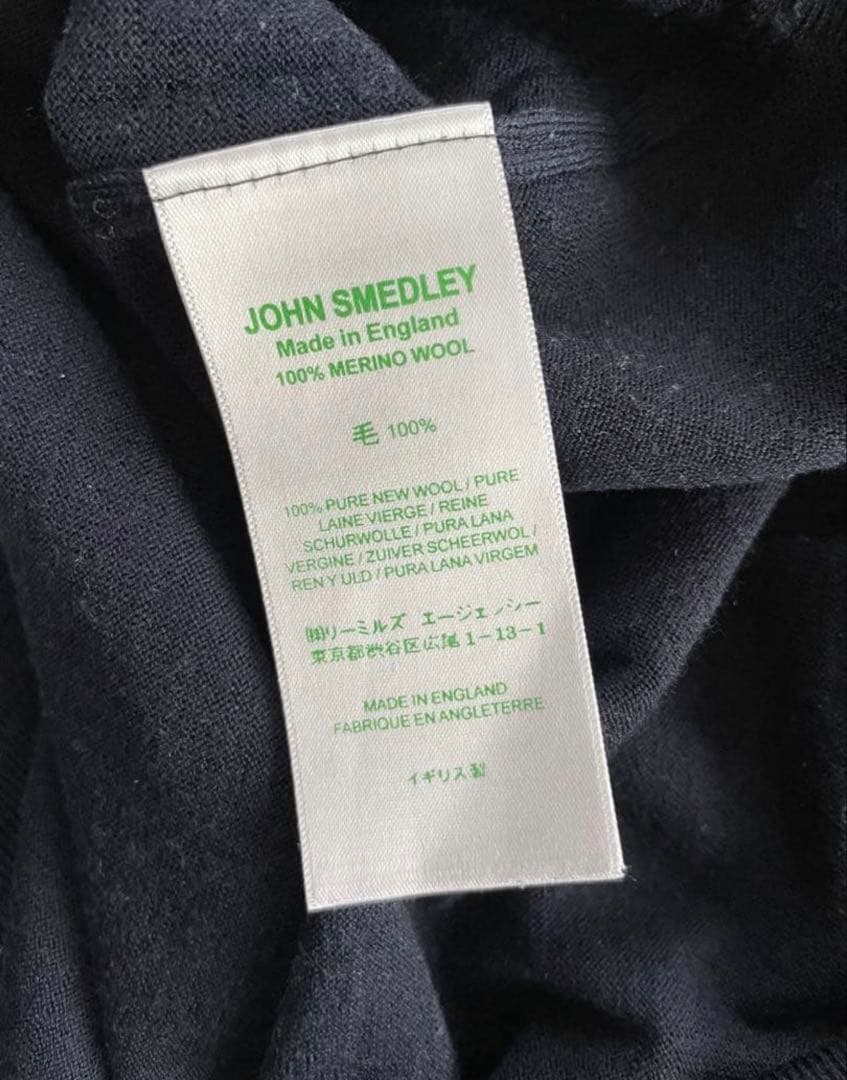 JOHN SMEDLEY
Made in England
100% MERINO WOOL
毛 100%
100% PURE NEW WOOL / PURE
LAINE VIERGE / REINE
SCHURWOLLE / PURA LANA
VERGINE / ZUIVER SCHEERWOL /
REN Y ULD / PURA LANA VIRGEM
㈱リーミルズ エージェンシー
東京都渋谷区広尾 1-13-1
MADE IN ENGLAND
FABRIQUE EN ANGLETERRE
イギリス製